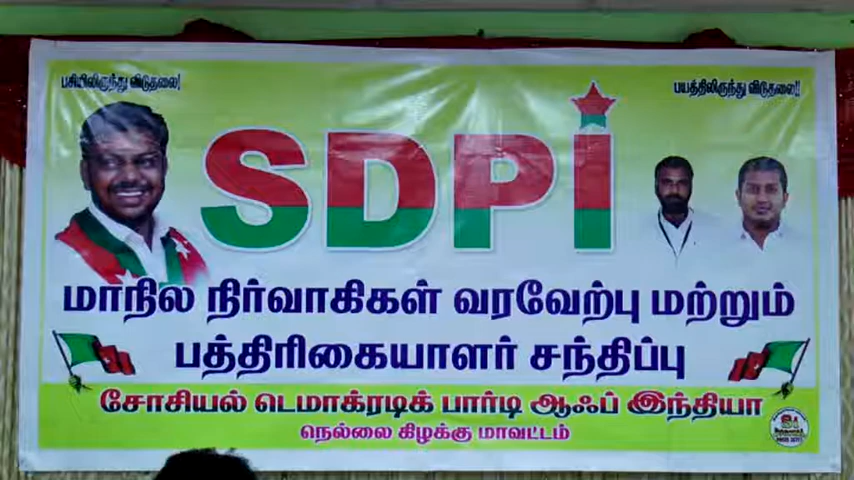 பசியிலிருந்து விடுதலை!
பயத்திலிருந்து விடுதலை!!
SDPI
மாநில நிர்வாகிகள் வரவேற்பு மற்றும்
பத்திரிகையாளர் சந்திப்பு
சோசியல் டெமாக்ரடிக் பார்டி ஆஃப் இந்தியா
நெல்லை கிழக்கு மாவட்டம்